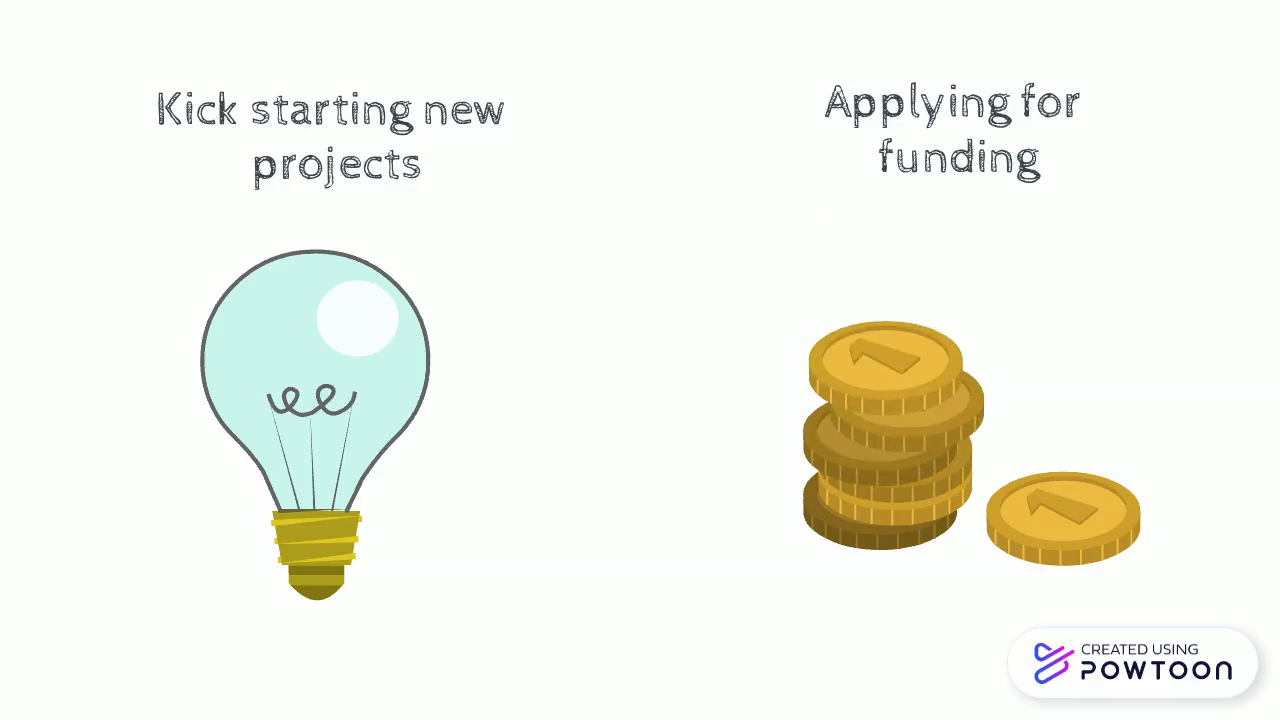 Kick starting new
projects
Applying for
funding
CREATED USING
POWTOON